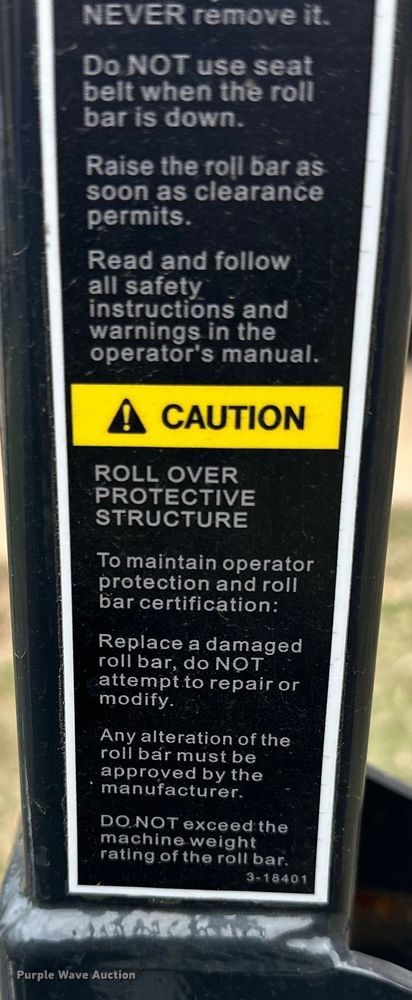 NEVER remove it.
Do NOT use seat
belt when the roll
bar is down.
Raise the roll bar as
soon as clearance
permits.
Read and follow
all safety
instructions and
warnings in the
operator's manual.
CAUTION
ROLL OVER
PROTECTIVE
STRUCTURE
To maintain operator
protection and roll
bar certification:
Replace a damaged
roll bar, do NOT
attempt to repair or
modify.
Any alteration of the
roll bar must be
approved by the
manufacturer.
DO NOT exceed the
machine weight
rating of the roll bar.
3-18401
Purple Wave Auction